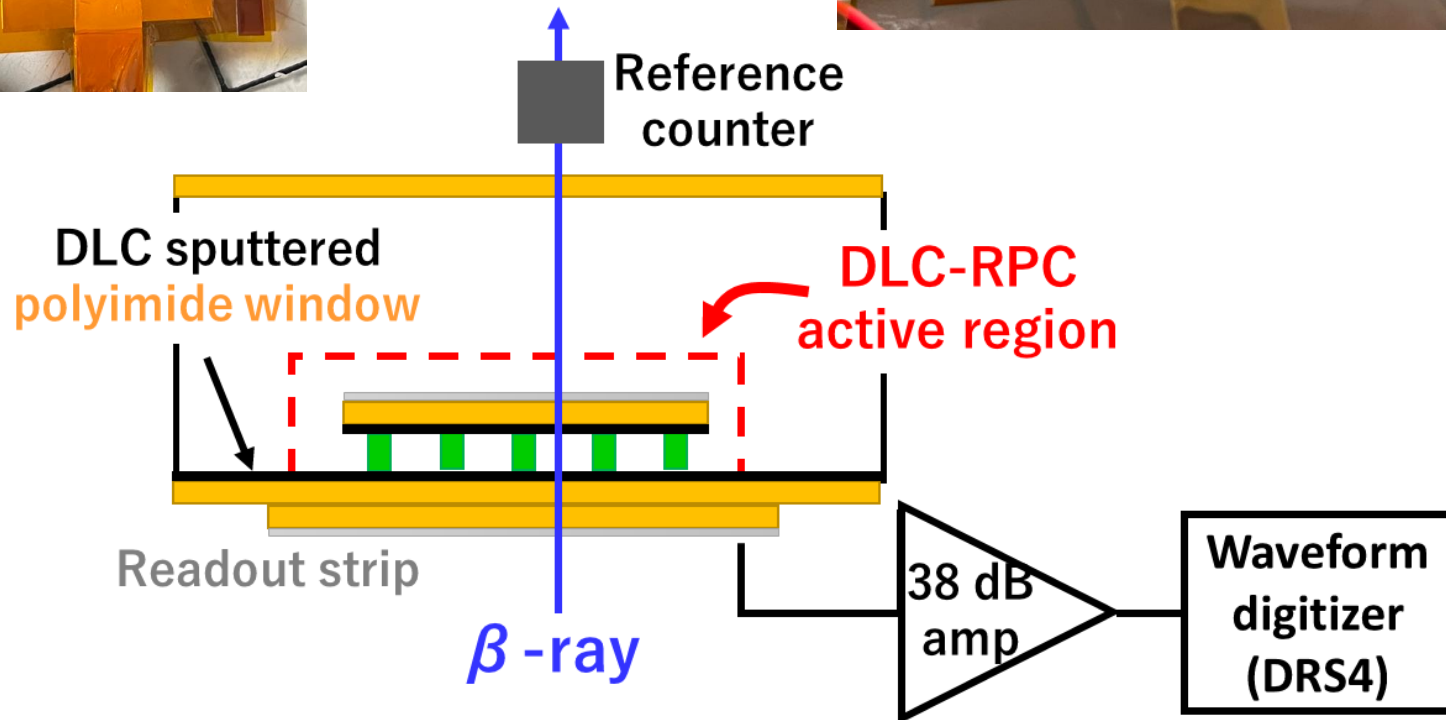 Reference
counter
DLC sputtered
polyimide window
DLC-RPC
active region
Readout strip
β-ray
38 dB
amp
Waveform
digitizer
(DRS4)